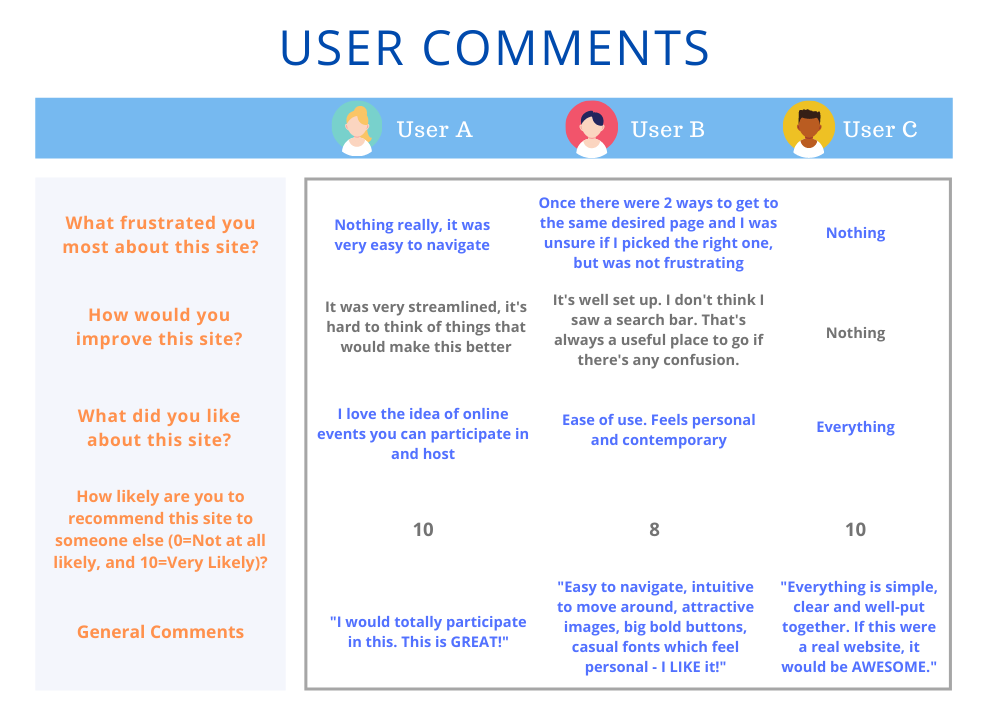 USER COMMENTS
User A
User B
User C
What frustrated you
most about this site?
Nothing really, it was
very easy to navigate
Once there were 2 ways to get to
the same desired page and I was
unsure if I picked the right one,
but was not frustrating
Nothing
How would you
improve this site?
It was very streamlined, it's
hard to think of things that
would make this better
It's well set up. I don't think I
saw a search bar. That's
always a useful place to go if
there's any confusion.
Nothing
What did you like
about this site?
I love the idea of online
events you can participate in
and host
Ease of use. Feels personal
and contemporary
Everything
How likely are you to
recommend this site to
someone else (0=Not at all
likely, and 10=Very Likely)?
10
8
10
General Comments
"I would totally participate
in this. This is GREAT!"
"Easy to navigate, intuitive
to move around, attractive
images, big bold buttons,
casual fonts which feel
personal - I LIKE it!"
"Everything is simple,
clear and well-put
together. If this were
a real website, it
would be AWESOME."